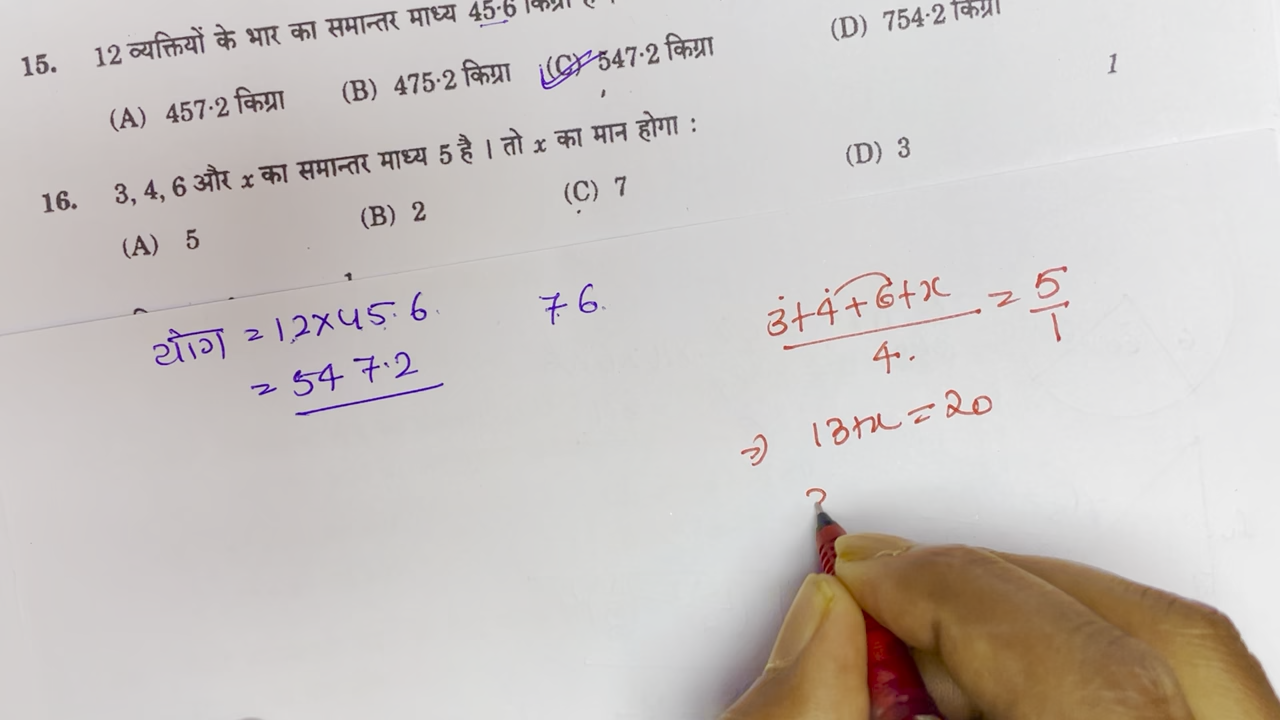 15. 12 व्यक्तियों के भार का समान्तर माध्य 45·6 किग्रा
(A) 457·2 किग्रा (B) 475·2 किग्रा (C) 547·2 किग्रा (D) 754·2 किग्रा
1
16. 3, 4, 6 और x का समान्तर माध्य 5 है । तो x का मान होगा :
(A) 5 (B) 2 (C) 7 (D) 3
योग = 12×45.6
= 547.2
76.
3+4+6+x = 5
4. 1
⇒ 13+x = 20